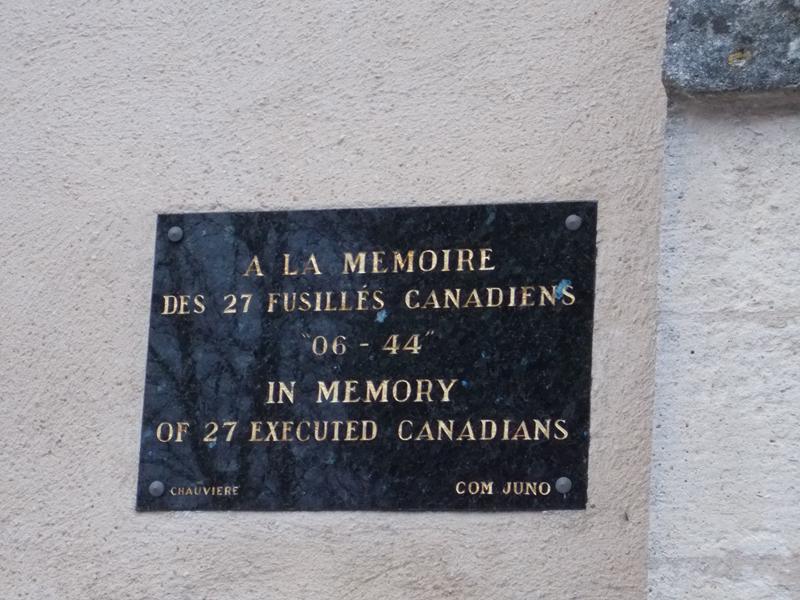 A LA MEMOIRE
DES 27 FUSILLÉS CANADIENS
"06 - 44"
IN MEMORY
OF 27 EXECUTED CANADIANS
CHAUVIERE COM JUNO